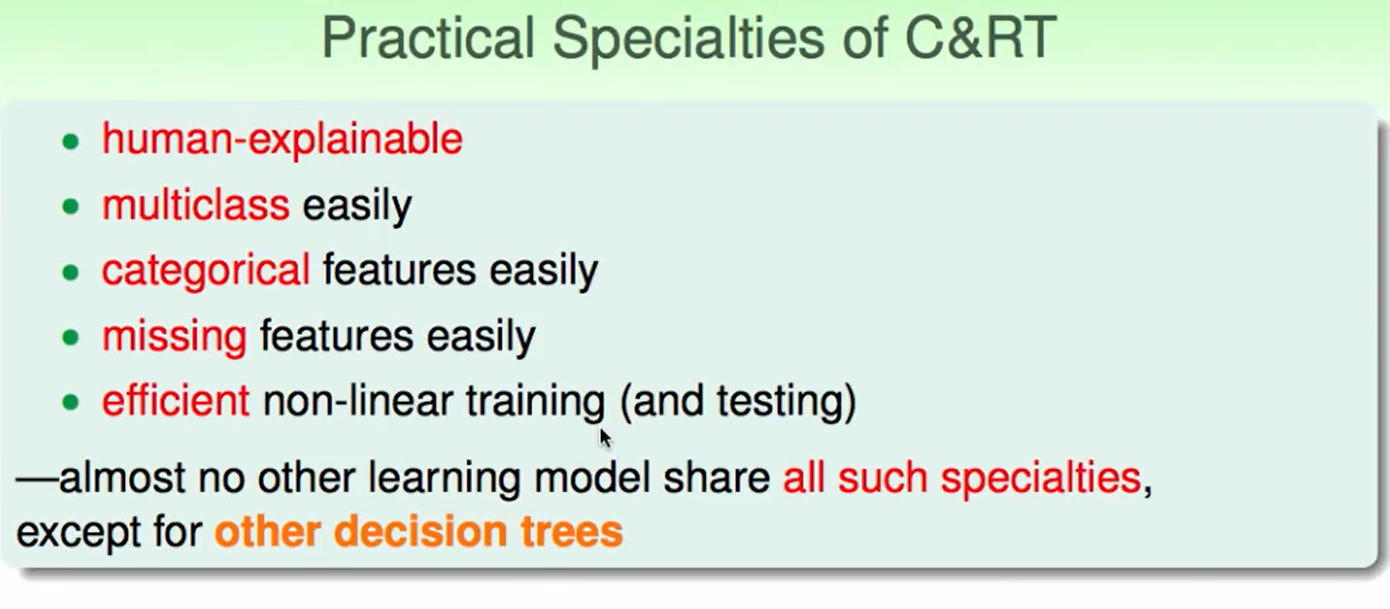 Practical Specialties of C&RT
• human-explainable
• multiclass easily
• categorical features easily
• missing features easily
• efficient non-linear training (and testing)
—almost no other learning model share all such specialties,
except for other decision trees